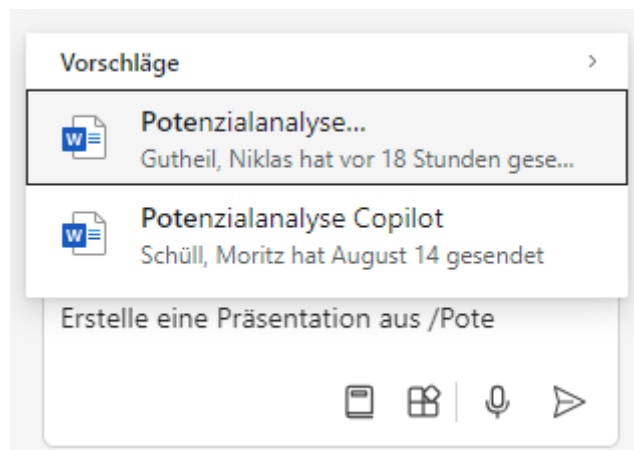 Vorschläge
Potenzialanalyse...
Gutheil, Niklas hat vor 18 Stunden gese...
Potenzialanalyse Copilot
Schüll, Moritz hat August 14 gesendet
Erstelle eine Präsentation aus /Pote